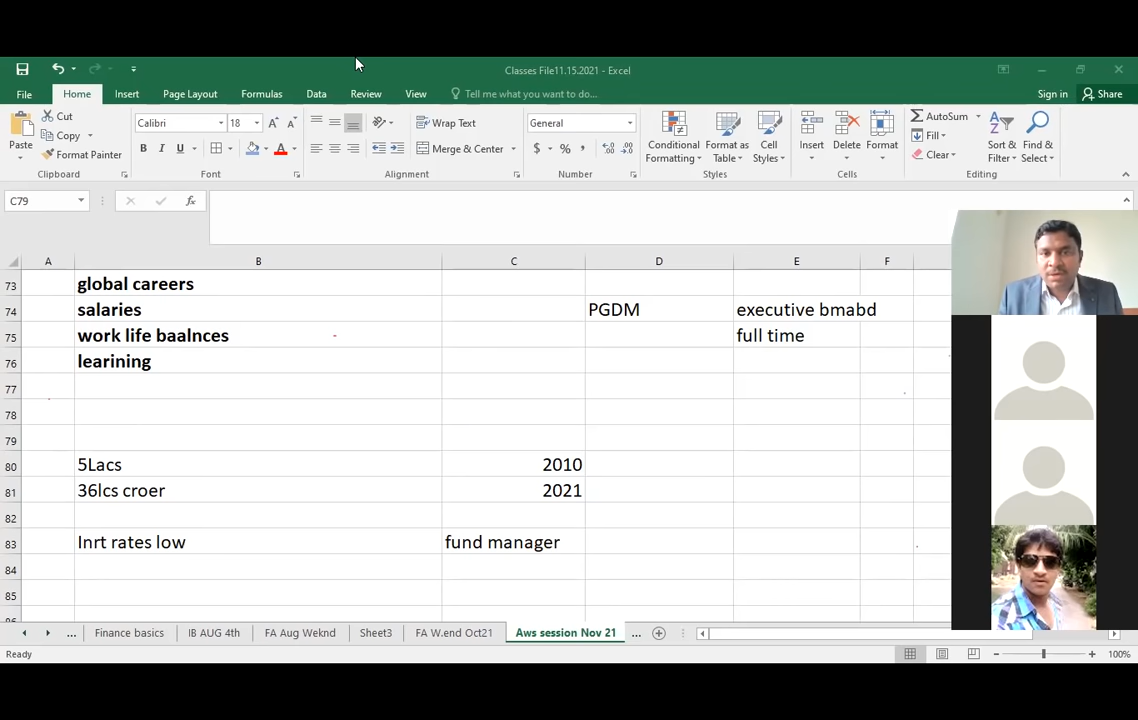 Classes File11.15.2021 - Excel
File Home Insert Page Layout Formulas Data Review View Tell me what you want to do... Sign in Share
Cut
Copy
Format Painter
Paste
Clipboard
Calibri 18
B I U
Font
Wrap Text
Merge & Center
Alignment
General
$ % ,
Number
Conditional Formatting
Format as Table
Cell Styles
Styles
Insert
Delete
Format
Cells
AutoSum
Fill
Clear
Sort & Filter
Find & Select
Editing
C79 fx
A B C D E F
73 global careers
74 salaries PGDM executive bmabd
75 work life baalnces full time
76 learining
77
78
79
80 5Lacs 2010
81 36lcs croer 2021
82
83 Inrt rates low fund manager
84
85
86
... Finance basics IB AUG 4th FA Aug Weknd Sheet3 FA W.end Oct21 Aws session Nov 21 ...
Ready 100%